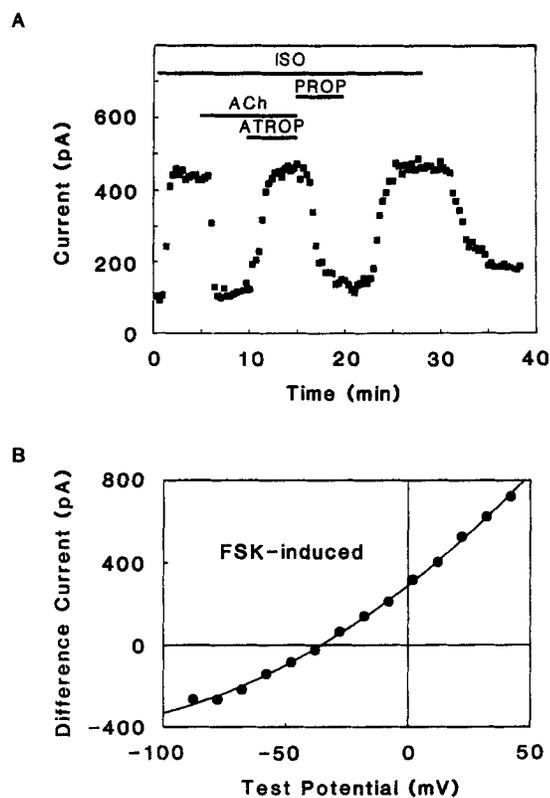 A
ISO
PROP
ACh
ATROP
600
400
200
0
Current (pA)
0 10 20 30 40
Time (min)
B
800
400
0
-400
Difference Current (pA)
FSK-induced
-100 -50 0 50
Test Potential (mV)